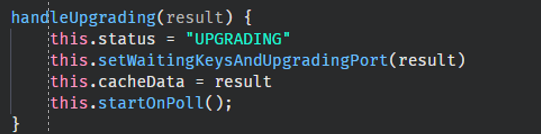 handleUpgrading(result) {
    this.status = "UPGRADING"
    this.setWaitingKeysAndUpgradingPort(result)
    this.cacheData = result
    this.startOnPoll();
}